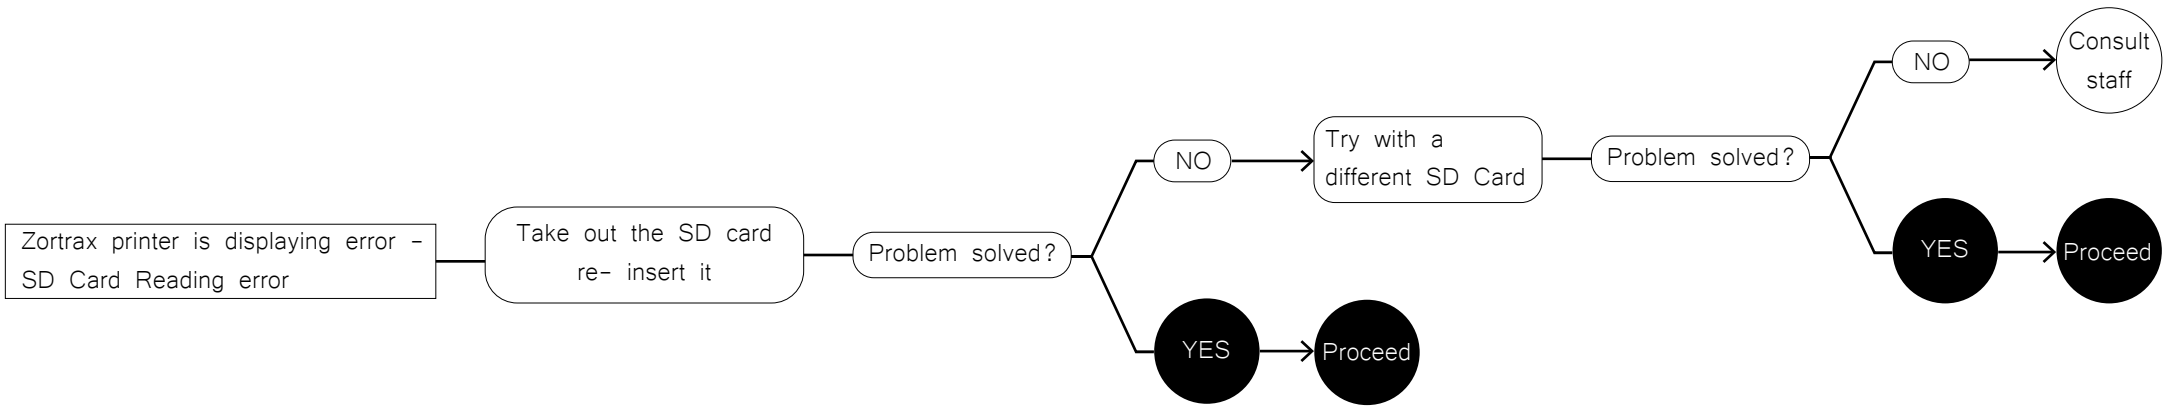 Zortrax printer is displaying error -
SD Card Reading error
Take out the SD card
re- insert it
Problem solved?
NO
Try with a
different SD Card
Problem solved?
NO
Consult
staff
YES
Proceed
YES
Proceed